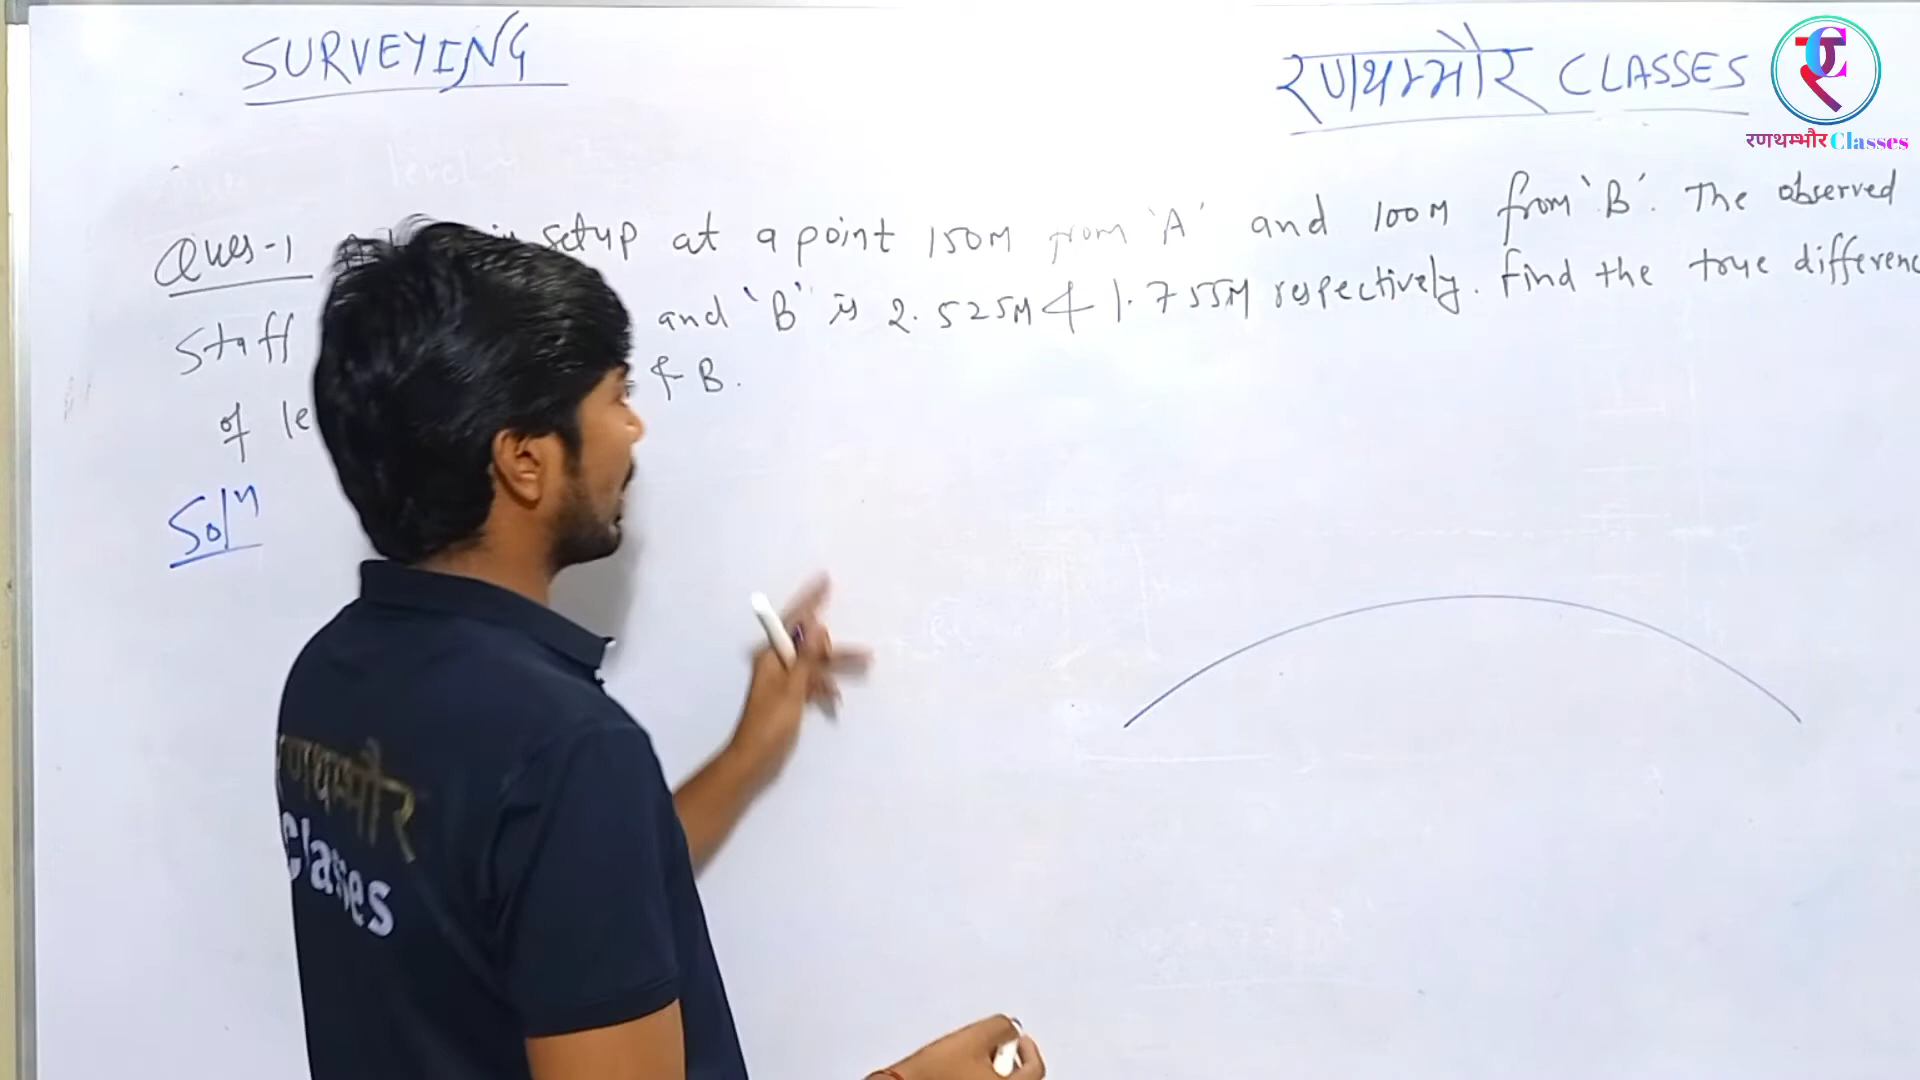 SURVEYING
रणथम्भौर CLASSES
रणथम्भौर Classes
Ques-1 setup at a point 150M from 'A' and 100M from 'B'. The observed
Staff and 'B' is 2.525M & 1.755M respectively. Find the true differenc
of le & B.
Solⁿ
रणथम्भौर
Classes